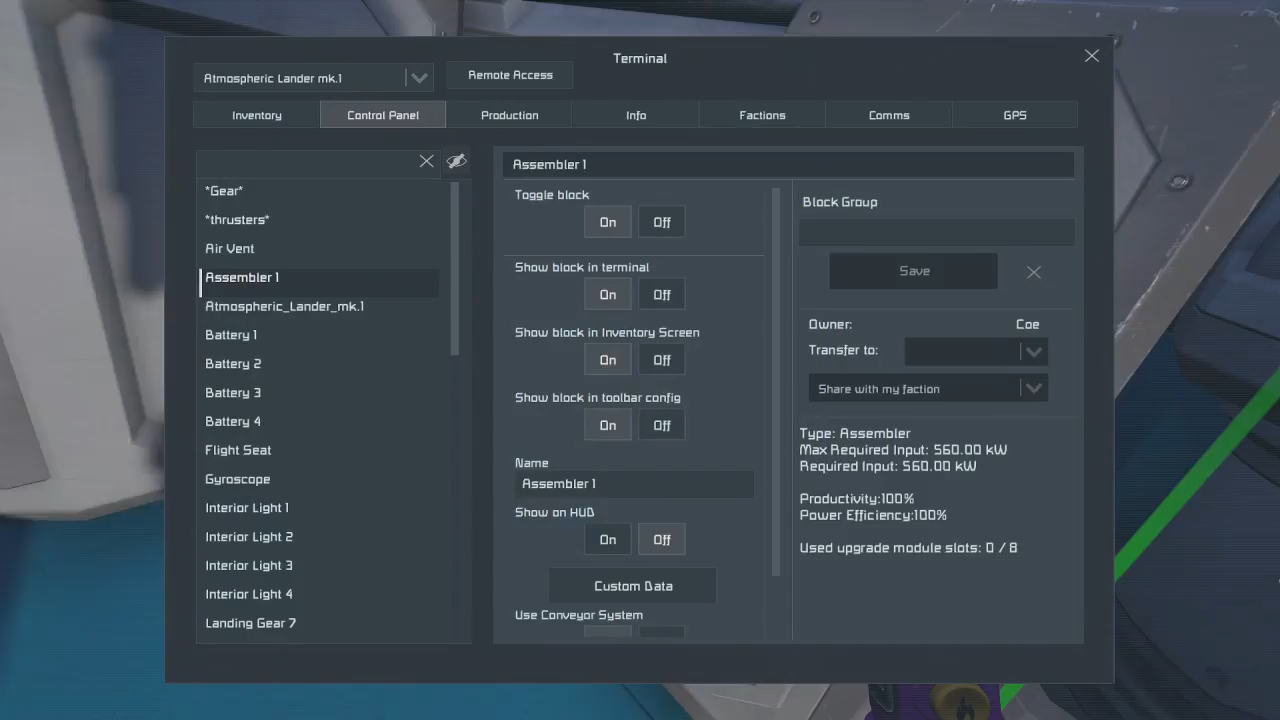 Terminal
Atmospheric Lander mk.1
Remote Access
Inventory
Control Panel
Production
Info
Factions
Comms
GPS
*Gear*
*thrusters*
Air Vent
Assembler 1
Atmospheric_Lander_mk.1
Battery 1
Battery 2
Battery 3
Battery 4
Flight Seat
Gyroscope
Interior Light 1
Interior Light 2
Interior Light 3
Interior Light 4
Landing Gear 7
Assembler 1
Toggle block
On Off
Show block in terminal
On Off
Show block in Inventory Screen
On Off
Show block in toolbar config
On Off
Name
Assembler 1
Show on HUD
On Off
Custom Data
Use Conveyor System
Block Group
Save
Owner: Coe
Transfer to:
Share with my faction
Type: Assembler
Max Required Input: 560.00 kW
Required Input: 560.00 kW
Productivity:100%
Power Efficiency:100%
Used upgrade module slots: 0 / 8